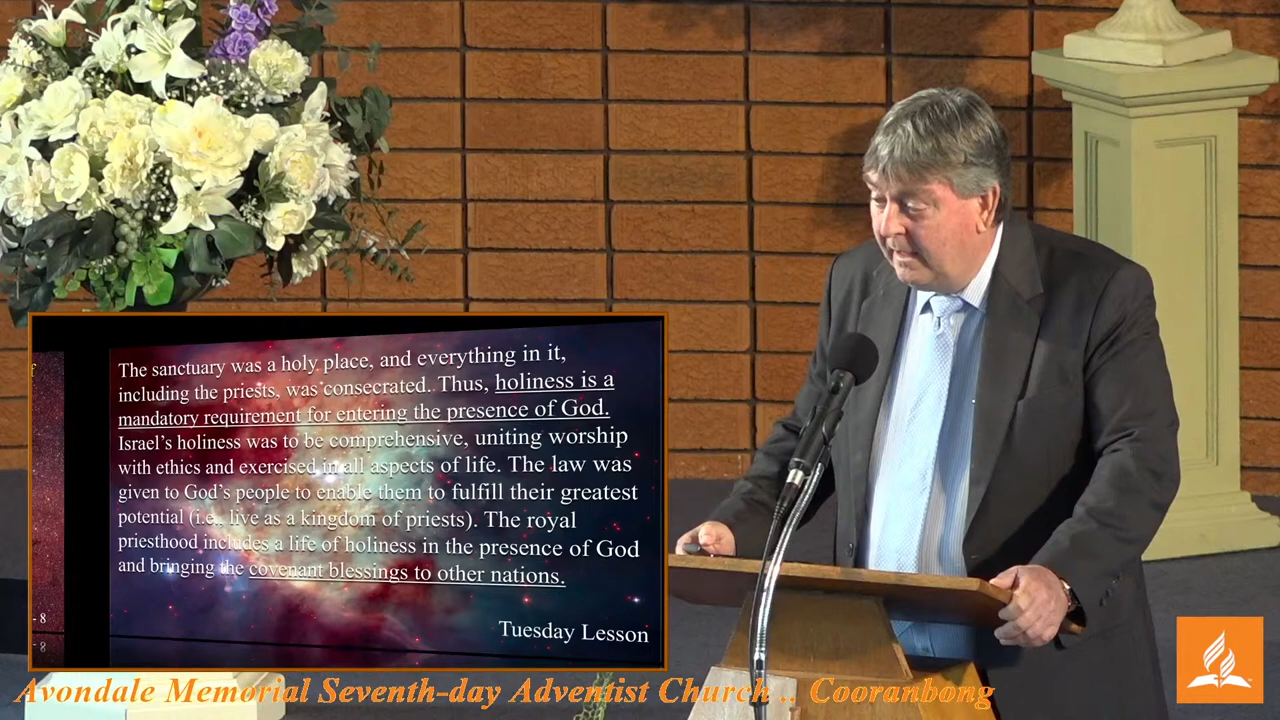 The sanctuary was a holy place, and everything in it,
including the priests, was consecrated. Thus, holiness is a
mandatory requirement for entering the presence of God.
Israel's holiness was to be comprehensive, uniting worship
with ethics and exercised in all aspects of life. The law was
given to God's people to enable them to fulfill their greatest
potential (i.e., live as a kingdom of priests). The royal
priesthood includes a life of holiness in the presence of God
and bringing the covenant blessings to other nations.
Tuesday Lesson
f
- 8
- 8
Avondale Memorial Seventh-day Adventist Church .. Cooranbong